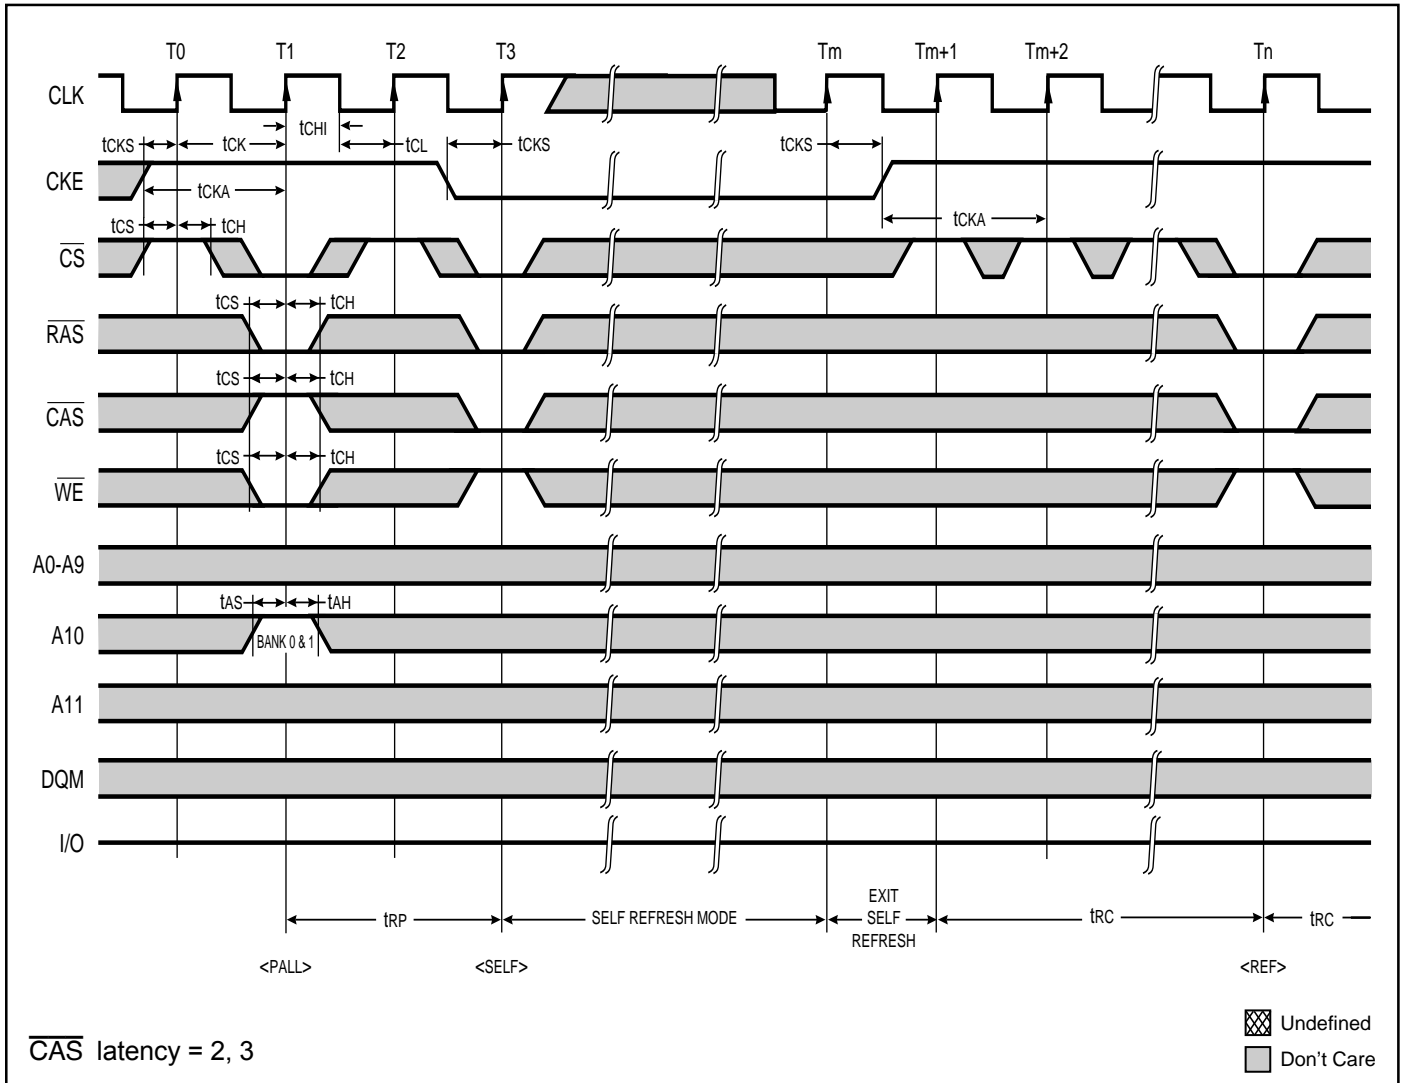 T0 T1 T2 T3 Tm Tm+1 Tm+2 Tn
CLK
tCHI
tCKS tCK tCL tCKS tCKS
CKE
tCKA tCKA
tCS tCH
CS
tCS tCH
RAS
tCS tCH
CAS
tCS tCH
WE
A0-A9
tAS tAH
A10 BANK 0 & 1
A11
DQM
I/O
tRP SELF REFRESH MODE EXIT SELF REFRESH tRC tRC
<PALL> <SELF> <REF>
Undefined
CAS latency = 2, 3
Don't Care